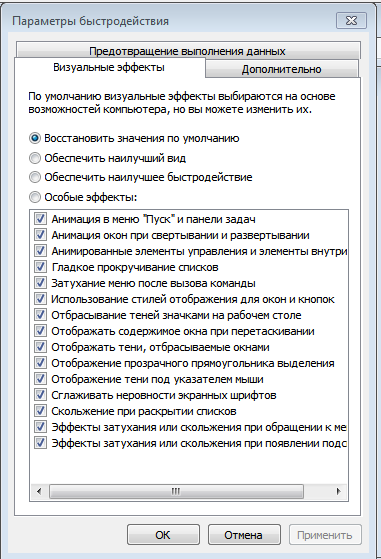 Параметры быстродействия
Предотвращение выполнения данных
Визуальные эффекты
Дополнительно
По умолчанию визуальные эффекты выбираются на основе
возможностей компьютера, но вы можете изменить их.
Восстановить значения по умолчанию
Обеспечить наилучший вид
Обеспечить наилучшее быстродействие
Особые эффекты:
Анимация в меню "Пуск" и панели задач
Анимация окон при свертывании и развертывании
Анимированные элементы управления и элементы внутри
Гладкое прокручивание списков
Затухание меню после вызова команды
Использование стилей отображения для окон и кнопок
Отбрасывание теней значками на рабочем столе
Отображать содержимое окна при перетаскивании
Отображать тени, отбрасываемые окнами
Отображение прозрачного прямоугольника выделения
Отображение тени под указателем мыши
Сглаживать неровности экранных шрифтов
Скольжение при раскрытии списков
Эффекты затухания или скольжения при обращении к ме
Эффекты затухания или скольжения при появлении подс
ОК
Отмена
Применить